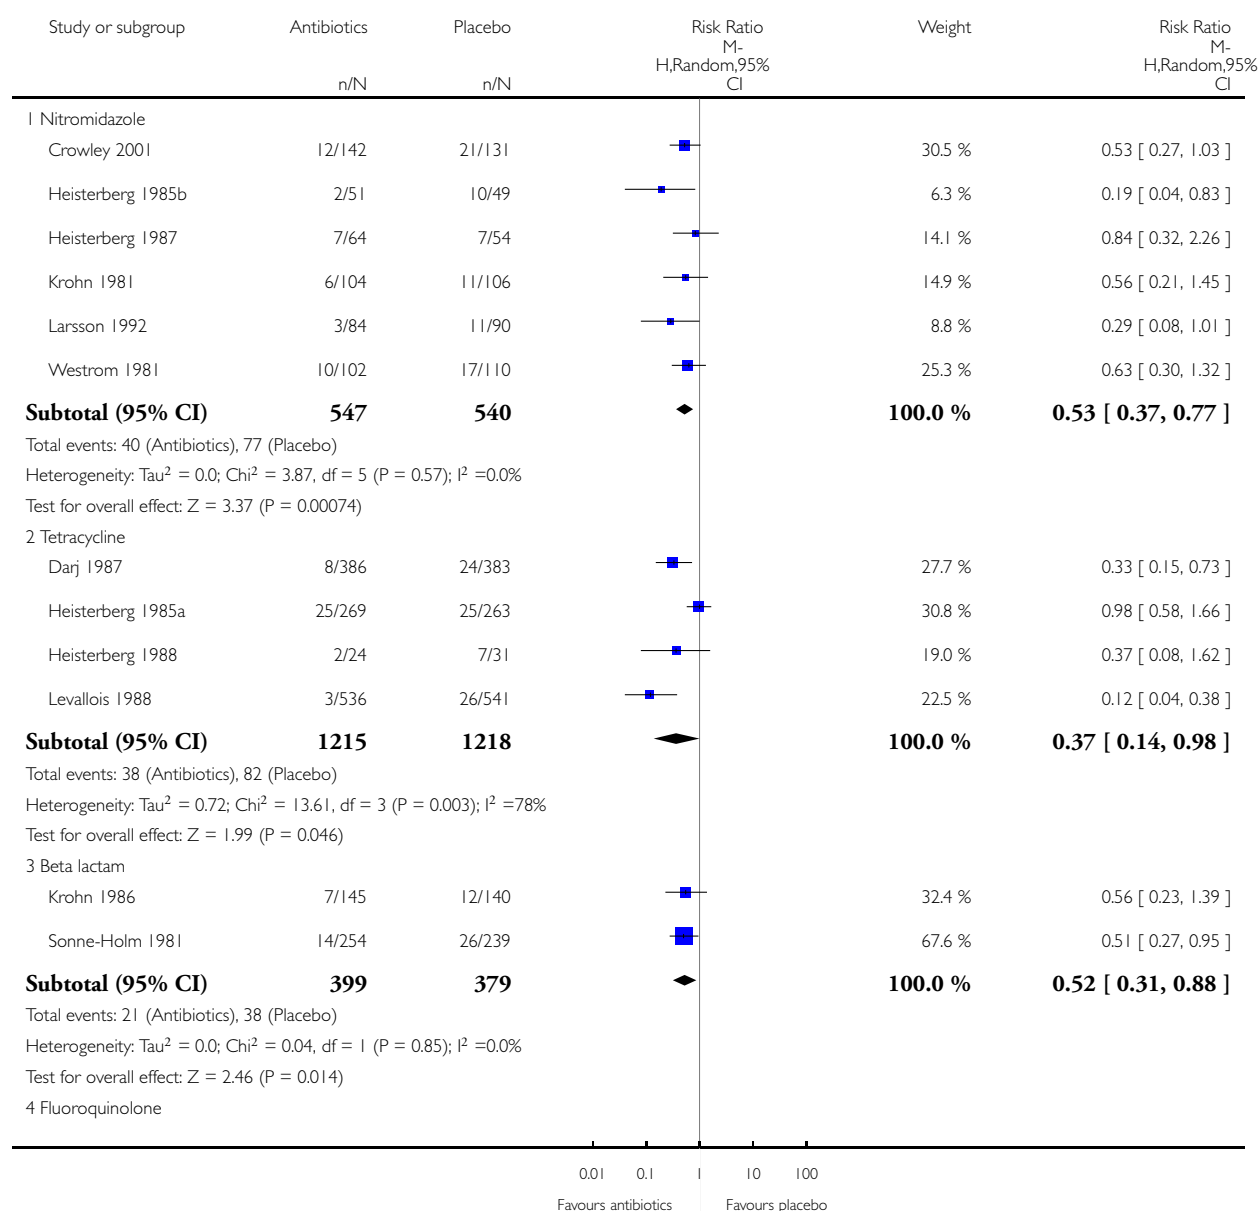 Study or subgroup Antibiotics Placebo Risk Ratio Weight Risk Ratio
M- M-
H,Random,95% H,Random,95%
n/N n/N CI CI
1 Nitromidazole
Crowley 2001 12/142 21/131 30.5 % 0.53 [ 0.27, 1.03 ]
Heisterberg 1985b 2/51 10/49 6.3 % 0.19 [ 0.04, 0.83 ]
Heisterberg 1987 7/64 7/54 14.1 % 0.84 [ 0.32, 2.26 ]
Krohn 1981 6/104 11/106 14.9 % 0.56 [ 0.21, 1.45 ]
Larsson 1992 3/84 11/90 8.8 % 0.29 [ 0.08, 1.01 ]
Westrom 1981 10/102 17/110 25.3 % 0.63 [ 0.30, 1.32 ]
Subtotal (95% CI) 547 540 100.0 % 0.53 [ 0.37, 0.77 ]
Total events: 40 (Antibiotics), 77 (Placebo)
Heterogeneity: Tau² = 0.0; Chi² = 3.87, df = 5 (P = 0.57); I² =0.0%
Test for overall effect: Z = 3.37 (P = 0.00074)
2 Tetracycline
Darj 1987 8/386 24/383 27.7 % 0.33 [ 0.15, 0.73 ]
Heisterberg 1985a 25/269 25/263 30.8 % 0.98 [ 0.58, 1.66 ]
Heisterberg 1988 2/24 7/31 19.0 % 0.37 [ 0.08, 1.62 ]
Levallois 1988 3/536 26/541 22.5 % 0.12 [ 0.04, 0.38 ]
Subtotal (95% CI) 1215 1218 100.0 % 0.37 [ 0.14, 0.98 ]
Total events: 38 (Antibiotics), 82 (Placebo)
Heterogeneity: Tau² = 0.72; Chi² = 13.61, df = 3 (P = 0.003); I² =78%
Test for overall effect: Z = 1.99 (P = 0.046)
3 Beta lactam
Krohn 1986 7/145 12/140 32.4 % 0.56 [ 0.23, 1.39 ]
Sonne-Holm 1981 14/254 26/239 67.6 % 0.51 [ 0.27, 0.95 ]
Subtotal (95% CI) 399 379 100.0 % 0.52 [ 0.31, 0.88 ]
Total events: 21 (Antibiotics), 38 (Placebo)
Heterogeneity: Tau² = 0.0; Chi² = 0.04, df = 1 (P = 0.85); I² =0.0%
Test for overall effect: Z = 2.46 (P = 0.014)
4 Fluoroquinolone
0.01 0.1 1 10 100
Favours antibiotics Favours placebo